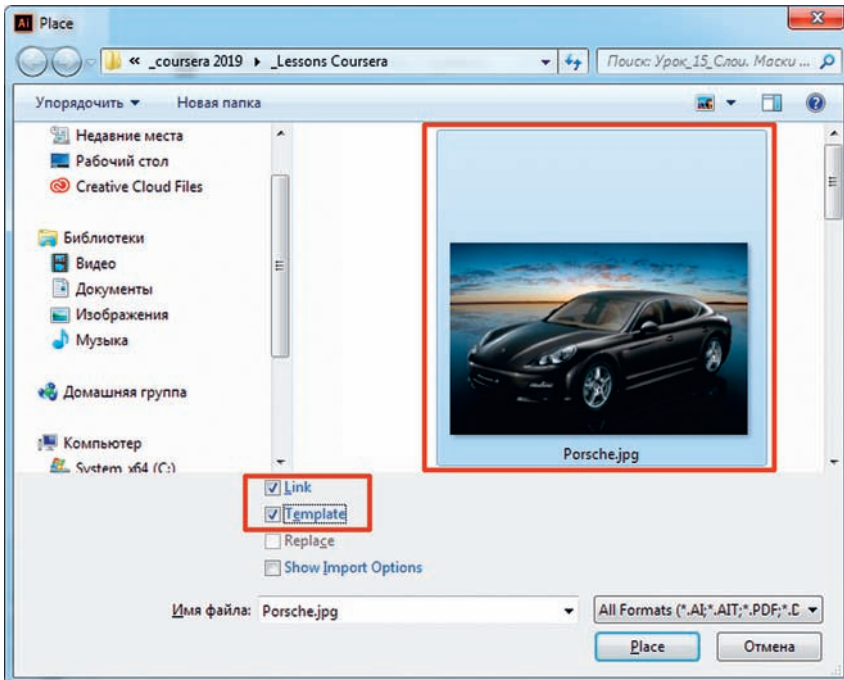 Ai Place
« _coursera 2019 ▸ _Lessons Coursera
Поиск: Урок_15_Слои. Маски ...
Упорядочить ▼ Новая папка
Недавние места
Рабочий стол
Creative Cloud Files
Библиотеки
Видео
Документы
Изображения
Музыка
Домашняя группа
Компьютер
System_x64 (C:)
Porsche.jpg
Link
Template
Replace
Show Import Options
Имя файла: Porsche.jpg
All Formats (*.AI;*.AIT;*.PDF;*.D
Place Отмена